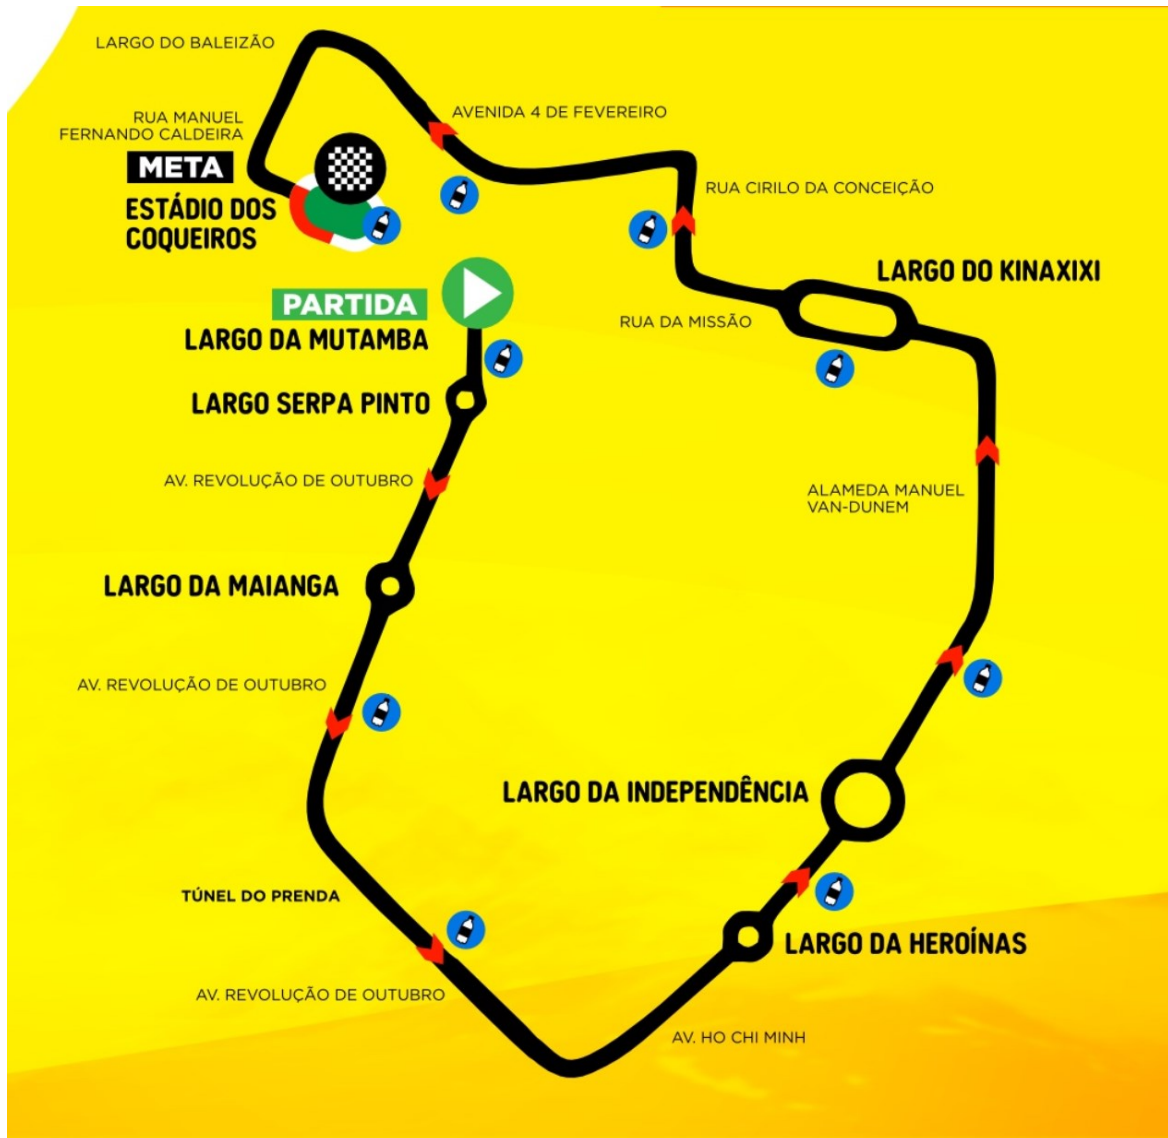 LARGO DO BALEIZÃO
AVENIDA 4 DE FEVEREIRO
RUA MANUEL
FERNANDO CALDEIRA
META
ESTÁDIO DOS
COQUEIROS
RUA CIRILO DA CONCEIÇÃO
LARGO DO KINAXIXI
PARTIDA
LARGO DA MUTAMBA
RUA DA MISSÃO
LARGO SERPA PINTO
AV. REVOLUÇÃO DE OUTUBRO
ALAMEDA MANUEL
VAN-DUNEM
LARGO DA MAIANGA
AV. REVOLUÇÃO DE OUTUBRO
LARGO DA INDEPENDÊNCIA
TÚNEL DO PRENDA
LARGO DA HEROÍNAS
AV. REVOLUÇÃO DE OUTUBRO
AV. HO CHI MINH